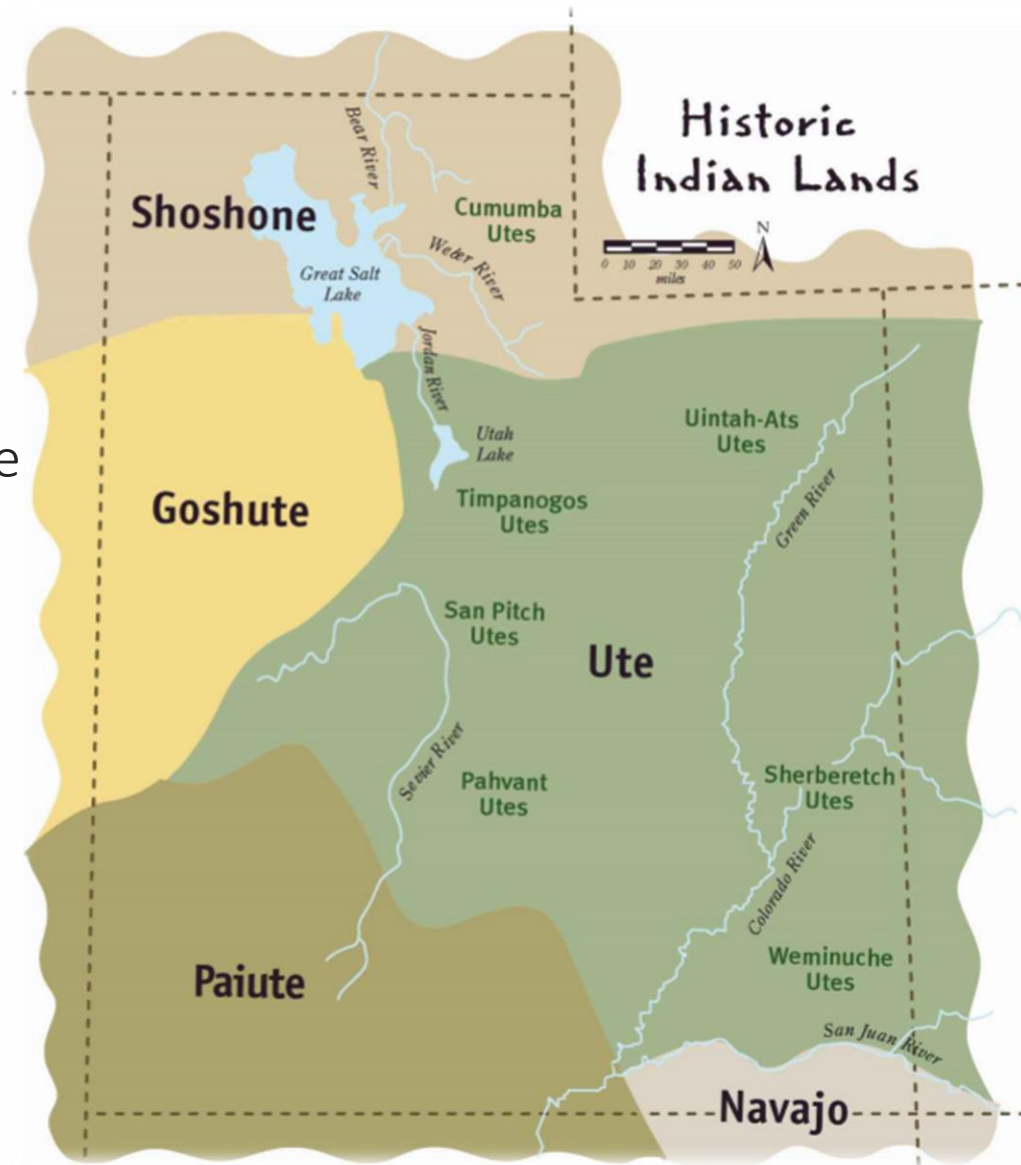 Historic
Indian Lands
N
0 10 20 30 40 50
miles
Bear River
Shoshone
Cumumba
Utes
Weber River
Great Salt
Lake
Jordan River
Uintah-Ats
Utes
Utah
Lake
e
Goshute
Timpanogos
Utes
Green River
San Pitch
Utes
Ute
Sevier River
Pahvant
Utes
Sherberetch
Utes
Colorado River
Weminuche
Utes
Paiute
San Juan River
Navajo